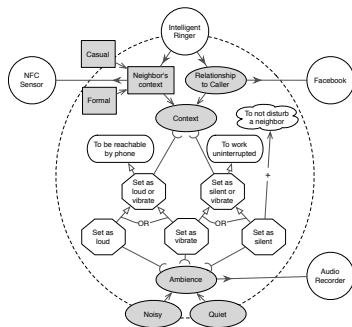 Intelligent
Ringer
Casual
NFC
Sensor
Neighbor's
context
Relationship
to Caller
Facebook
Formal
Context
To not disturb
a neighbor
To be reachable
by phone
To work
uninterrupted
Set as
loud or
vibrate
Set as
silent or
vibrate
+
OR
OR
Set as
loud
Set as
vibrate
Set as
silent
Ambience
Audio
Recorder
Noisy
Quiet